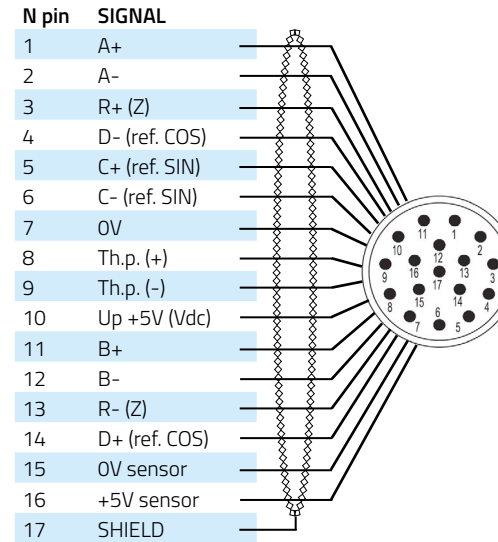 N pin SIGNAL
1 A+
2 A-
3 R+ (Z)
4 D- (ref. COS)
5 C+ (ref. SIN)
6 C- (ref. SIN)
7 0V
8 Th.p. (+)
9 Th.p. (-)
10 Up +5V (Vdc)
11 B+
12 B-
13 R- (Z)
14 D+ (ref. COS)
15 0V sensor
16 +5V sensor
17 SHIELD
11 1
10 12 2
9 16 13 3
17
8 15 14 4
7 6 5